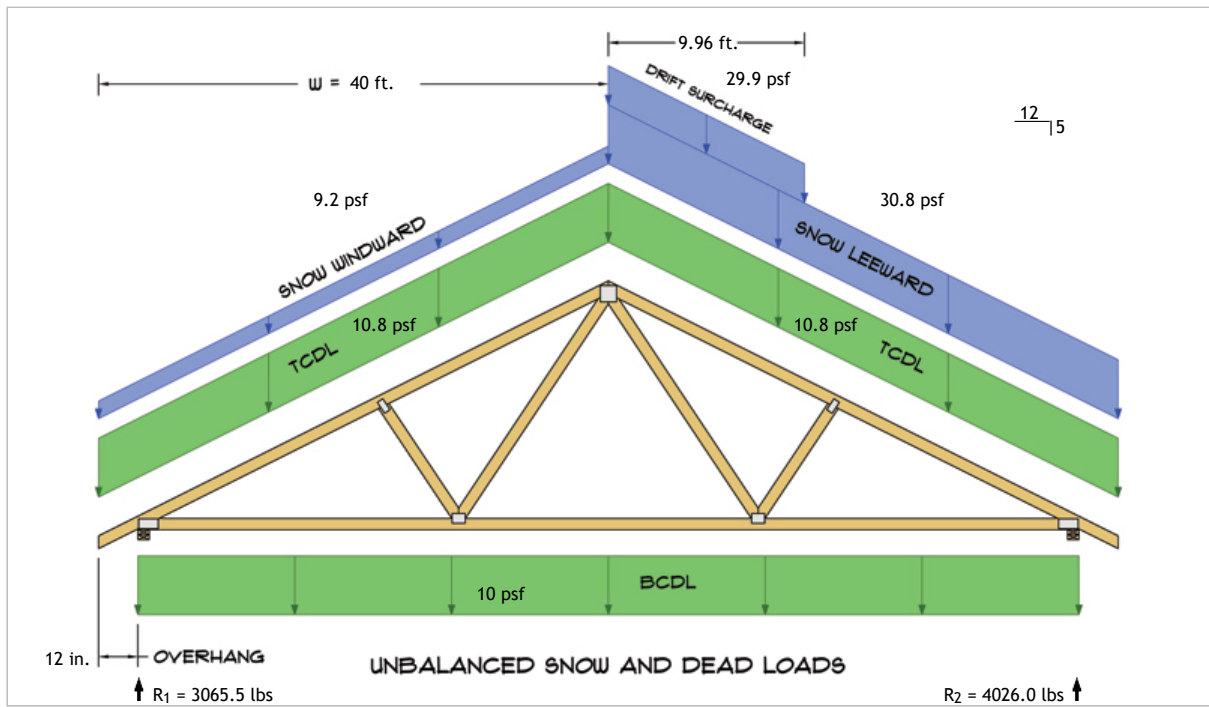 9.96 ft.
W = 40 ft.
DRIFT SURCHARGE
29.9 psf
12
5
9.2 psf
30.8 psf
SNOW WINDWARD
SNOW LEEWARD
10.8 psf
10.8 psf
TCDL
TCDL
10 psf
BCDL
12 in.
OVERHANG
UNBALANCED SNOW AND DEAD LOADS
R1 = 3065.5 lbs
R2 = 4026.0 lbs